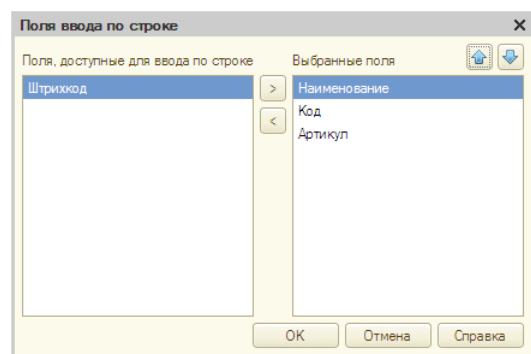 Поля ввода по строке
Поля, доступные для ввода по строке
Выбранные поля
Штрихкод
>
<
Наименование
Код
Артикул
OK
Отмена
Справка